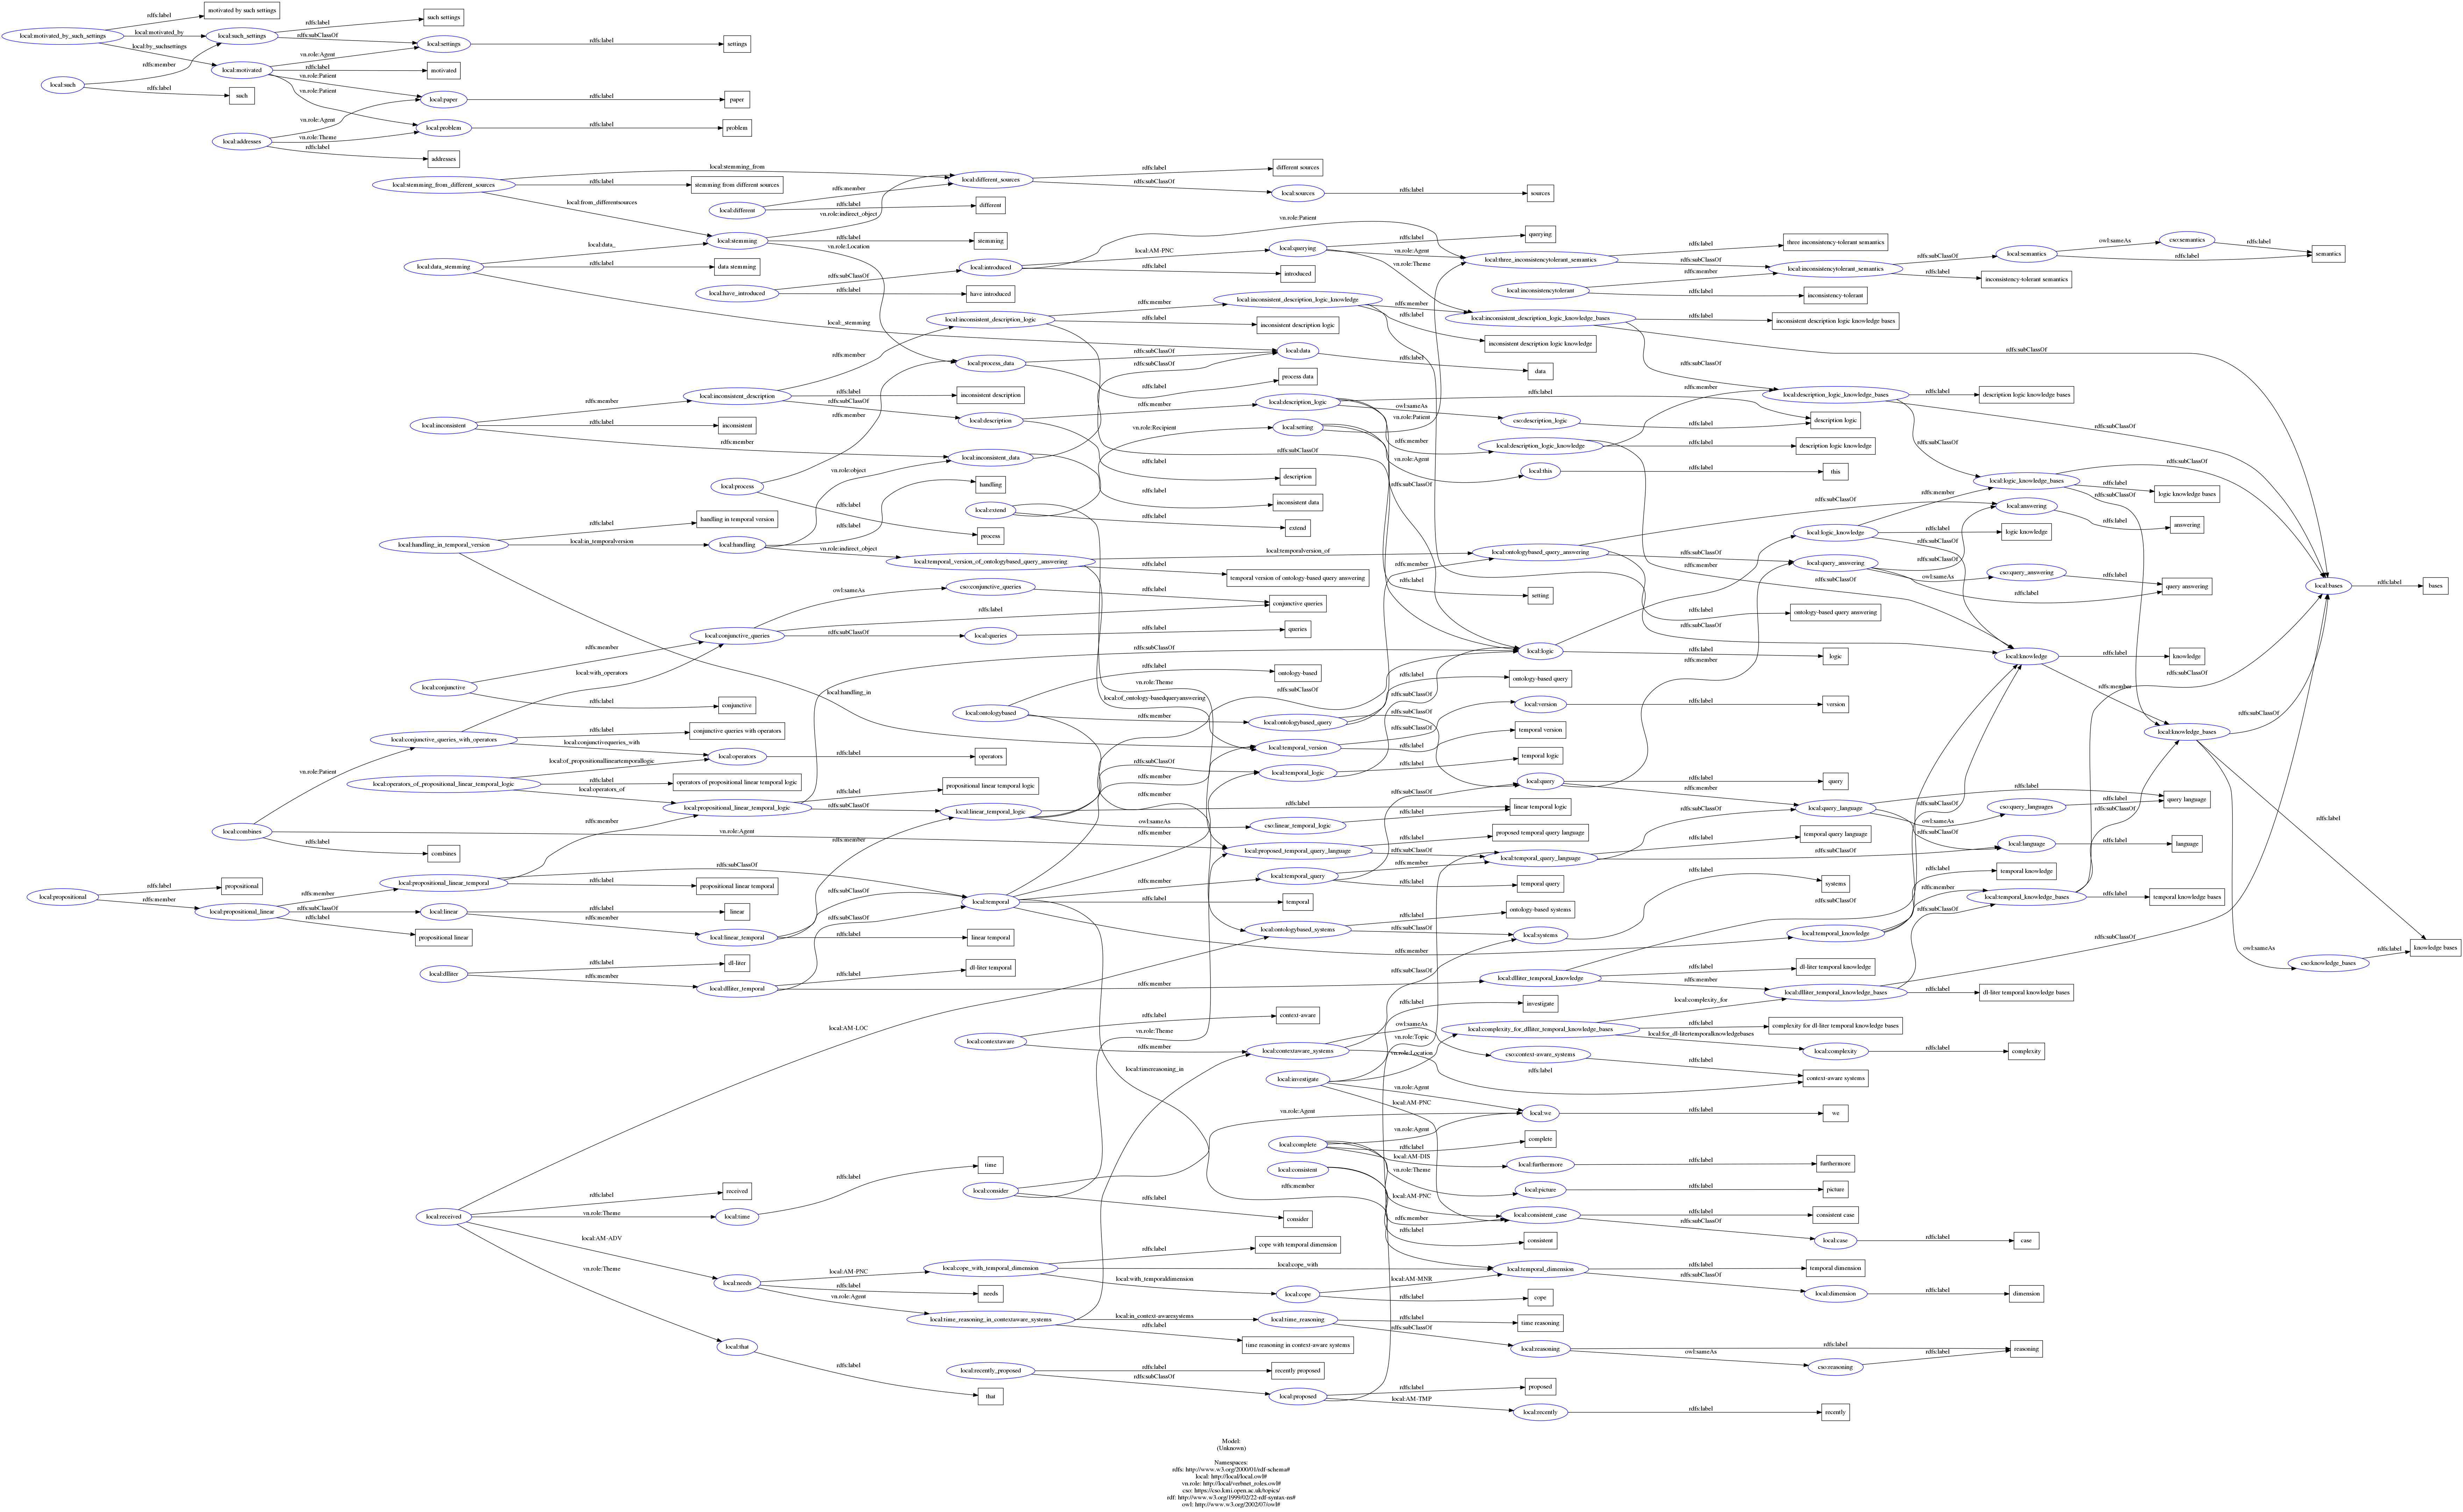 rdfs:label
motivated by such settings
rdfs:label
such settings
local:motivated_by_such_settings
local:motivated_by
local:such_settings
rdfs:subClassOf
local:settings
rdfs:label
settings
local:by_suchsettings
vn.role:Agent
rdfs:member
local:motivated
rdfs:label
motivated
vn.role:Patient
local:such
rdfs:label
such
vn.role:Patient
local:paper
rdfs:label
paper
vn.role:Agent
local:problem
rdfs:label
problem
local:addresses
vn.role:Theme
rdfs:label
addresses
local:stemming_from
local:stemming_from_different_sources
rdfs:label
stemming from different sources
rdfs:member
local:different_sources
rdfs:label
different sources
rdfs:subClassOf
local:sources
rdfs:label
sources
local:from_differentsources
local:different
rdfs:label
different
vn.role:indirect_object
local:data_
local:stemming
rdfs:label
stemming
vn.role:Location
local:data_stemming
rdfs:label
data stemming
local:_stemming
vn.role:Patient
local:AM-PNC
local:querying
rdfs:label
querying
vn.role:Agent
vn.role:Theme
local:introduced
rdfs:label
introduced
rdfs:subClassOf
local:have_introduced
rdfs:label
have introduced
local:three_inconsistencytolerant_semantics
rdfs:label
three inconsistency-tolerant semantics
rdfs:subClassOf
local:inconsistencytolerant_semantics
rdfs:subClassOf
local:semantics
owl:sameAs
cso:semantics
rdfs:label
rdfs:label
semantics
rdfs:label
inconsistency-tolerant semantics
rdfs:member
local:inconsistencytolerant
rdfs:label
inconsistency-tolerant
rdfs:member
local:inconsistent_description_logic_knowledge
rdfs:member
rdfs:label
inconsistent description logic knowledge
local:inconsistent_description_logic
rdfs:label
inconsistent description logic
local:inconsistent_description_logic_knowledge_bases
rdfs:label
inconsistent description logic knowledge bases
rdfs:subClassOf
rdfs:subClassOf
rdfs:member
local:process_data
rdfs:subClassOf
rdfs:subClassOf
local:data
rdfs:label
data
rdfs:label
process data
local:inconsistent_description
rdfs:label
inconsistent description
rdfs:subClassOf
local:description
rdfs:member
local:description_logic
rdfs:label
owl:sameAs
cso:description_logic
rdfs:label
description logic
rdfs:member
local:description_logic_knowledge_bases
rdfs:label
description logic knowledge bases
rdfs:subClassOf
rdfs:subClassOf
rdfs:member
local:inconsistent
rdfs:label
inconsistent
rdfs:member
rdfs:member
vn.role:Recipient
local:setting
vn.role:Patient
rdfs:member
local:description_logic_knowledge
rdfs:label
description logic knowledge
vn.role:Agent
local:this
rdfs:label
this
local:inconsistent_data
rdfs:label
inconsistent data
rdfs:label
description
vn.role:object
local:process
rdfs:label
process
handling
local:extend
rdfs:label
extend
rdfs:subClassOf
rdfs:subClassOf
local:logic_knowledge_bases
rdfs:label
logic knowledge bases
rdfs:subClassOf
rdfs:subClassOf
rdfs:member
rdfs:subClassOf
local:answering
rdfs:label
answering
local:handling_in_temporal_version
rdfs:label
handling in temporal version
local:in_temporalversion
local:handling
rdfs:label
vn.role:indirect_object
local:temporal_version_of_ontologybased_query_answering
local:temporalversion_of
rdfs:label
temporal version of ontology-based query answering
local:ontologybased_query_answering
rdfs:subClassOf
rdfs:member
local:logic_knowledge
rdfs:label
logic knowledge
rdfs:subClassOf
local:query_answering
rdfs:subClassOf
owl:sameAs
cso:query_answering
rdfs:label
rdfs:label
query answering
rdfs:member
rdfs:subClassOf
rdfs:label
setting
ontology-based query answering
local:bases
rdfs:label
bases
owl:sameAs
cso:conjunctive_queries
rdfs:label
conjunctive queries
rdfs:label
local:conjunctive_queries
rdfs:subClassOf
local:queries
rdfs:label
queries
rdfs:member
local:with_operators
local:conjunctive
rdfs:label
conjunctive
local:handling_in
rdfs:subClassOf
rdfs:label
ontology-based
vn.role:Theme
local:of_ontology-basedqueryanswering
rdfs:subClassOf
local:logic
rdfs:label
logic
rdfs:member
rdfs:subClassOf
local:knowledge
rdfs:label
knowledge
rdfs:member
rdfs:subClassOf
local:ontologybased
rdfs:member
local:ontologybased_query
rdfs:label
ontology-based query
rdfs:subClassOf
rdfs:subClassOf
local:version
rdfs:label
version
rdfs:subClassOf
local:temporal_version
rdfs:label
temporal version
local:knowledge_bases
rdfs:subClassOf
local:conjunctive_queries_with_operators
rdfs:label
conjunctive queries with operators
local:conjunctivequeries_with
local:operators
rdfs:label
operators
local:of_propositionallineartemporallogic
local:operators_of_propositional_linear_temporal_logic
rdfs:label
operators of propositional linear temporal logic
local:operators_of
vn.role:Patient
local:propositional_linear_temporal_logic
rdfs:label
propositional linear temporal logic
rdfs:subClassOf
local:linear_temporal_logic
rdfs:subClassOf
rdfs:member
rdfs:member
local:temporal_logic
rdfs:label
temporal logic
local:query
rdfs:label
query
rdfs:member
local:query_language
rdfs:label
owl:sameAs
cso:query_languages
rdfs:label
query language
rdfs:subClassOf
rdfs:subClassOf
rdfs:label
linear temporal logic
owl:sameAs
cso:linear_temporal_logic
rdfs:label
rdfs:member
local:combines
vn.role:Agent
rdfs:label
combines
rdfs:member
rdfs:member
local:proposed_temporal_query_language
rdfs:label
proposed temporal query language
rdfs:subClassOf
local:temporal_query_language
rdfs:label
temporal query language
rdfs:subClassOf
rdfs:subClassOf
local:language
rdfs:label
language
rdfs:label
local:propositional
rdfs:label
propositional
rdfs:member
local:propositional_linear
rdfs:member
local:propositional_linear_temporal
rdfs:subClassOf
rdfs:label
propositional linear temporal
rdfs:subClassOf
local:linear
rdfs:label
linear
rdfs:member
rdfs:label
propositional linear
local:linear_temporal
rdfs:subClassOf
rdfs:subClassOf
rdfs:label
linear temporal
local:temporal
rdfs:member
local:temporal_query
rdfs:member
rdfs:label
temporal query
rdfs:label
temporal
rdfs:member
rdfs:label
systems
rdfs:label
temporal knowledge
rdfs:member
local:temporal_knowledge_bases
rdfs:label
temporal knowledge bases
rdfs:subClassOf
local:ontologybased_systems
rdfs:label
ontology-based systems
rdfs:subClassOf
local:systems
local:temporal_knowledge
rdfs:subClassOf
knowledge bases
owl:sameAs
cso:knowledge_bases
rdfs:label
local:dlliter
rdfs:label
dl-liter
rdfs:member
local:dlliter_temporal
rdfs:label
dl-liter temporal
rdfs:member
rdfs:subClassOf
local:dlliter_temporal_knowledge
rdfs:label
dl-liter temporal knowledge
rdfs:member
local:dlliter_temporal_knowledge_bases
rdfs:label
dl-liter temporal knowledge bases
local:AM-LOC
local:complexity_for
rdfs:label
investigate
local:contextaware
rdfs:label
context-aware
rdfs:member
vn.role:Theme
local:contextaware_systems
owl:sameAs
vn.role:Topic
vn.role:Location
local:complexity_for_dlliter_temporal_knowledge_bases
rdfs:label
complexity for dl-liter temporal knowledge bases
local:for_dl-litertemporalknowledgebases
local:complexity
rdfs:label
complexity
cso:context-aware_systems
rdfs:label
rdfs:label
context-aware systems
local:timereasoning_in
local:investigate
vn.role:Agent
local:AM-PNC
local:we
rdfs:label
we
vn.role:Agent
vn.role:Agent
local:complete
rdfs:label
complete
local:AM-DIS
local:furthermore
rdfs:label
furthermore
vn.role:Theme
local:picture
rdfs:label
picture
local:consistent
rdfs:member
local:AM-PNC
rdfs:member
local:consistent_case
rdfs:label
consistent case
rdfs:subClassOf
local:case
rdfs:label
case
rdfs:label
consistent
rdfs:label
time
local:received
rdfs:label
received
vn.role:Theme
local:time
local:consider
rdfs:label
consider
local:AM-ADV
vn.role:Theme
local:needs
local:AM-PNC
rdfs:label
needs
vn.role:Agent
local:cope_with_temporal_dimension
rdfs:label
cope with temporal dimension
local:cope_with
local:with_temporaldimension
local:temporal_dimension
rdfs:label
temporal dimension
rdfs:subClassOf
local:dimension
rdfs:label
dimension
local:cope
local:AM-MNR
rdfs:label
cope
local:time_reasoning_in_contextaware_systems
local:in_context-awaresystems
local:time_reasoning
rdfs:label
time reasoning
rdfs:subClassOf
rdfs:label
time reasoning in context-aware systems
local:reasoning
rdfs:label
reasoning
owl:sameAs
cso:reasoning
rdfs:label
local:that
rdfs:label
that
local:recently_proposed
rdfs:label
recently proposed
rdfs:subClassOf
local:proposed
rdfs:label
proposed
local:AM-TMP
local:recently
rdfs:label
recently
Model:
(Unknown)
Namespaces:
rdfs: http://www.w3.org/2000/01/rdf-schema#
local: http://local/local.owl#
vn.role: http://local/verbnet_roles.owl#
cso: https://cso.kmi.open.ac.uk/topics/
rdf: http://www.w3.org/1999/02/22-rdf-syntax-ns#
owl: http://www.w3.org/2002/07/owl#